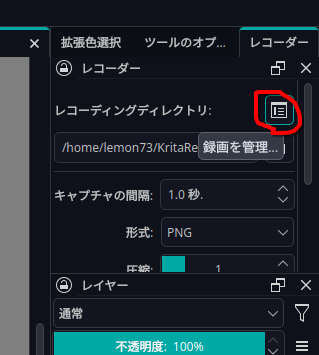 拡張色選択 ツールのオプ... レコーダー
レコーダー
レコーディングディレクトリ:
/home/lemon73/KritaRe
録画を管理...
キャプチャの間隔: 1.0 秒.
形式: PNG
圧縮: 1
レイヤー
通常
不透明度: 100%